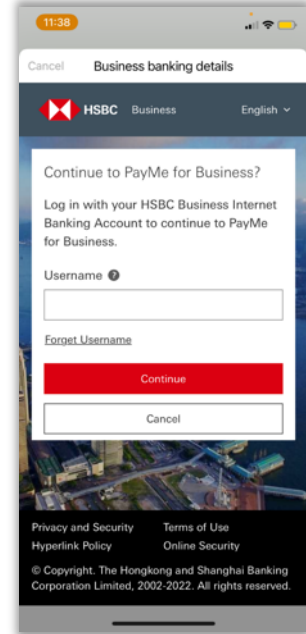 11:38
Cancel Business banking details
HSBC Business English
Continue to PayMe for Business?
Log in with your HSBC Business Internet
Banking Account to continue to PayMe
for Business.
Username ?
Forget Username
Continue
Cancel
Privacy and Security Terms of Use
Hyperlink Policy Online Security
© Copyright. The Hongkong and Shanghai Banking
Corporation Limited, 2002-2022. All rights reserved.